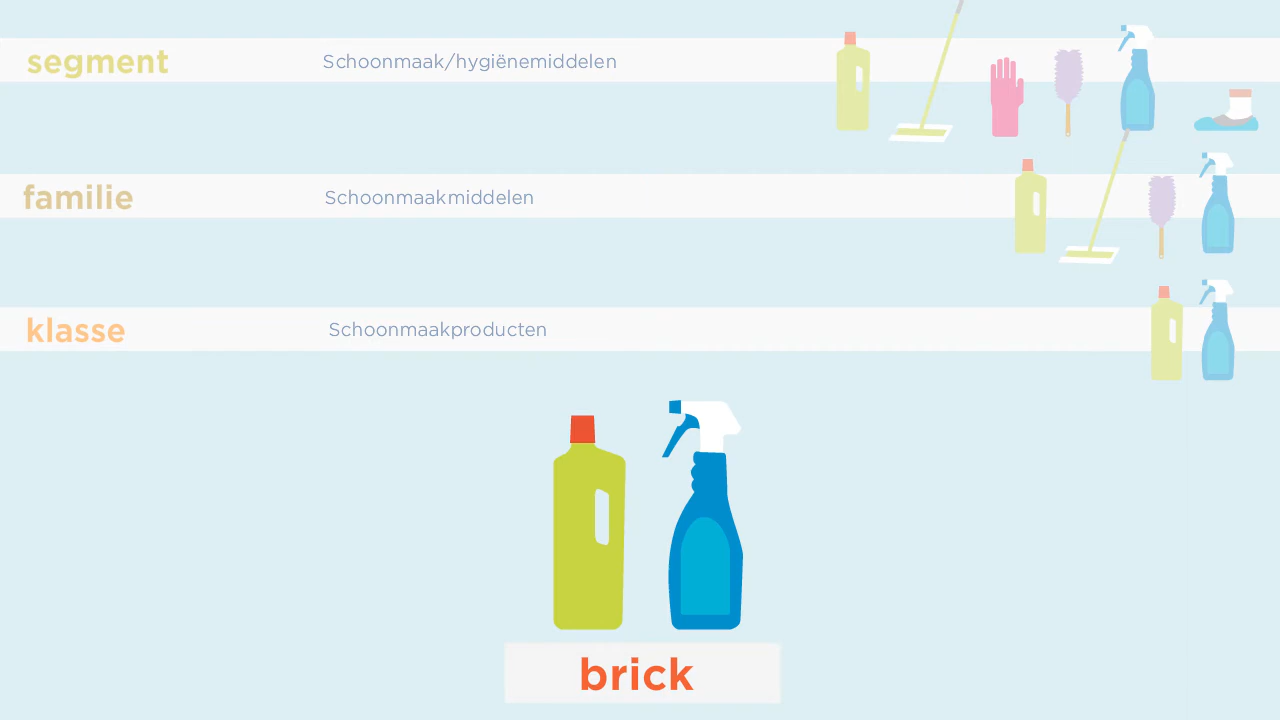 segment
Schoonmaak/hygiënemiddelen
familie
Schoonmaakmiddelen
klasse
Schoonmaakproducten
brick